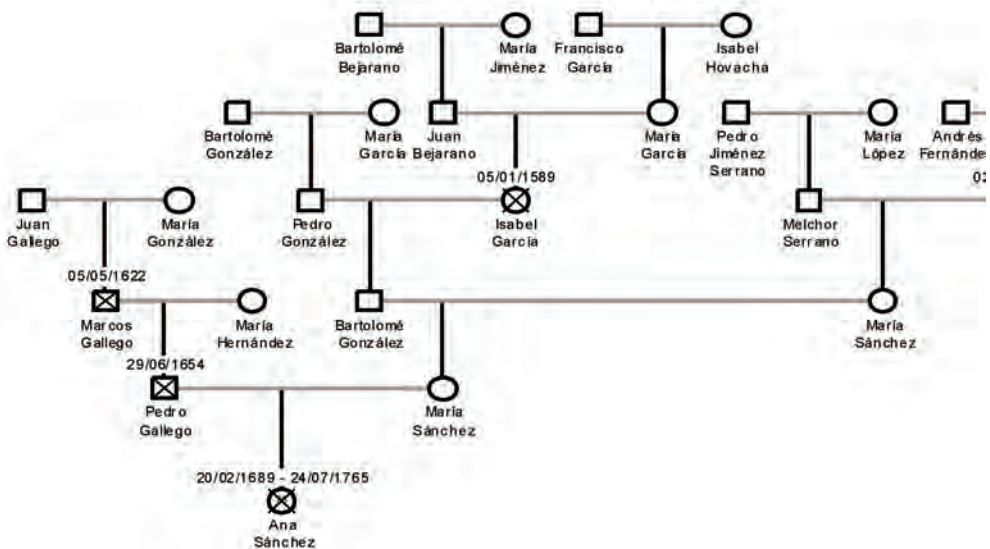 Bartolomé
Bejarano
María
Jiménez
Francisco
García
Isabel
Hovacha
Bartolomé
González
María
García
Juan
Bejarano
María
García
Pedro
Jiménez
Serrano
María
López
Andrés
Fernández
05/01/1589
02
Juan
Gallego
María
González
Pedro
González
Isabel
García
Melchor
Serrano
05/05/1622
Marcos
Gallego
María
Hernández
Bartolomé
González
María
Sánchez
29/06/1654
Pedro
Gallego
María
Sánchez
20/02/1689 - 24/07/1765
Ana
Sánchez